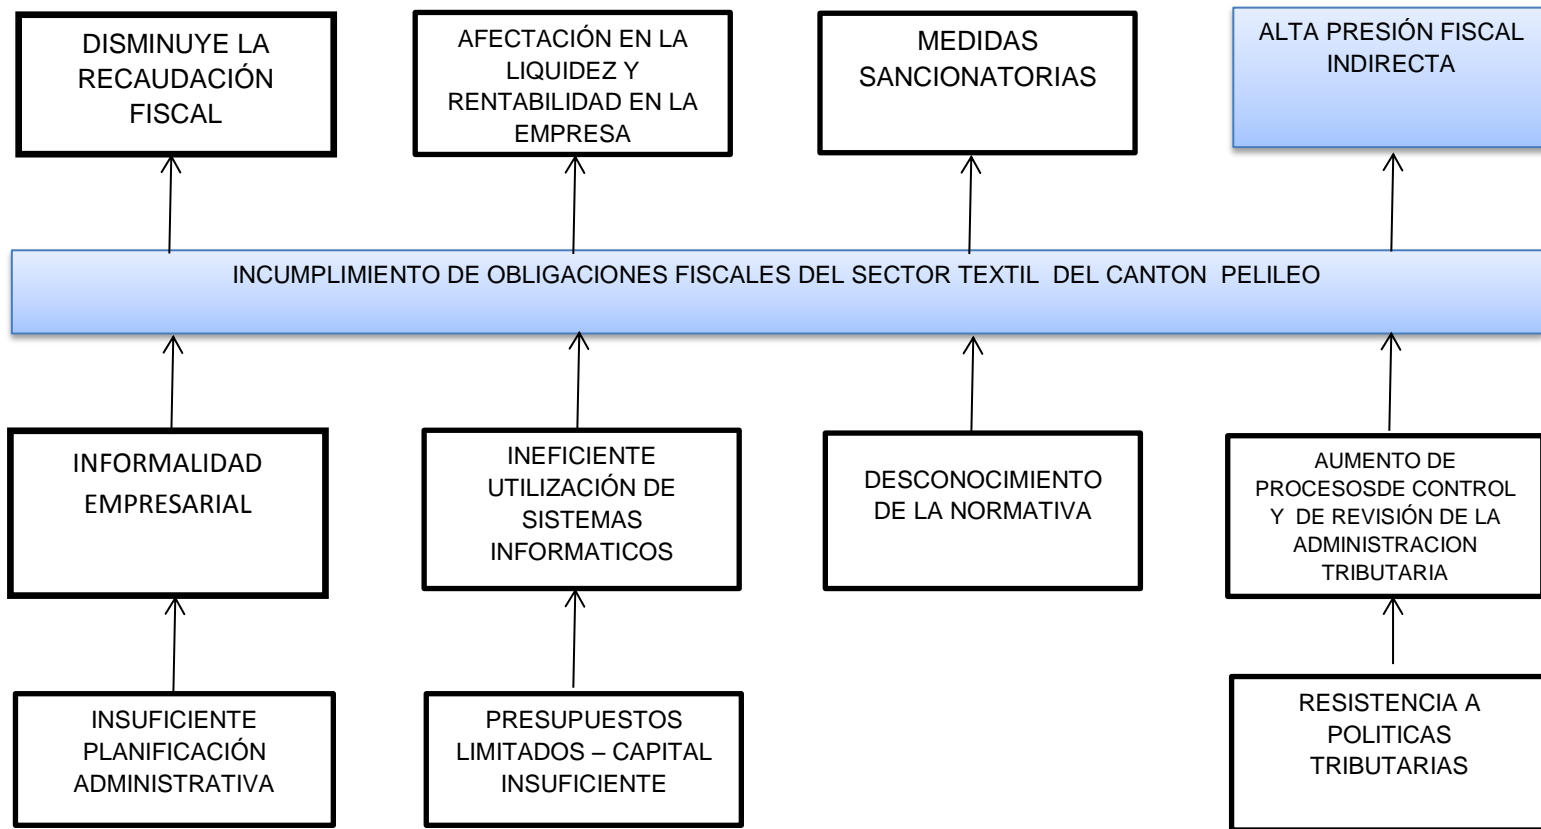 DISMINUYE LA
RECAUDACIÓN
FISCAL
AFECTACIÓN EN LA
LIQUIDEZ Y
RENTABILIDAD EN LA
EMPRESA
MEDIDAS
SANCIONATORIAS
ALTA PRESIÓN FISCAL
INDIRECTA
INCUMPLIMIENTO DE OBLIGACIONES FISCALES DEL SECTOR TEXTIL DEL CANTON PELILEO
INFORMALIDAD
EMPRESARIAL
INEFICIENTE
UTILIZACIÓN DE
SISTEMAS
INFORMATICOS
DESCONOCIMIENTO
DE LA NORMATIVA
AUMENTO DE
PROCESOSDE CONTROL
Y DE REVISIÓN DE LA
ADMINISTRACION
TRIBUTARIA
INSUFICIENTE
PLANIFICACIÓN
ADMINISTRATIVA
PRESUPUESTOS
LIMITADOS – CAPITAL
INSUFICIENTE
RESISTENCIA A
POLITICAS
TRIBUTARIAS